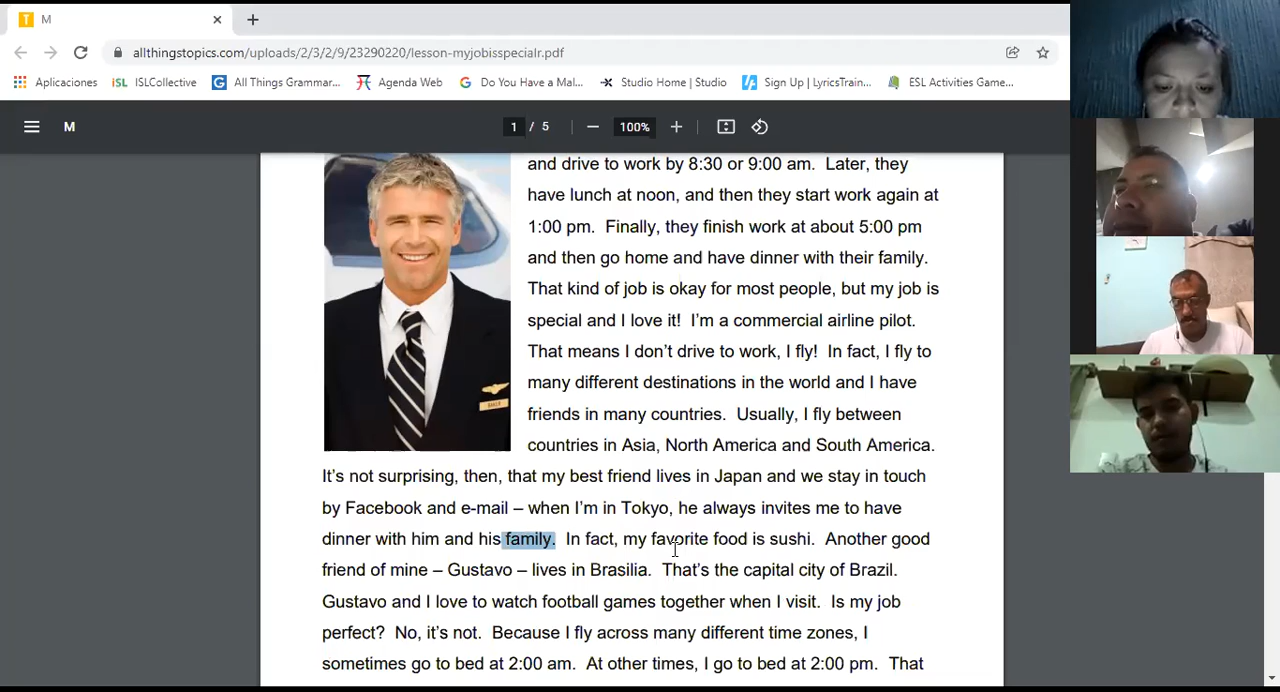 M
allthingstopics.com/uploads/2/3/2/9/23290220/lesson-myjobisspecialr.pdf
Aplicaciones iSL ISLCollective All Things Grammar... Agenda Web Do You Have a Mal... Studio Home | Studio Sign Up | LyricsTrain... ESL Activities Game...
M 1 / 5 100%
and drive to work by 8:30 or 9:00 am. Later, they
have lunch at noon, and then they start work again at
1:00 pm. Finally, they finish work at about 5:00 pm
and then go home and have dinner with their family.
That kind of job is okay for most people, but my job is
special and I love it! I'm a commercial airline pilot.
That means I don't drive to work, I fly! In fact, I fly to
many different destinations in the world and I have
friends in many countries. Usually, I fly between
countries in Asia, North America and South America.
It's not surprising, then, that my best friend lives in Japan and we stay in touch
by Facebook and e-mail – when I'm in Tokyo, he always invites me to have
dinner with him and his family. In fact, my favorite food is sushi. Another good
friend of mine – Gustavo – lives in Brasilia. That's the capital city of Brazil.
Gustavo and I love to watch football games together when I visit. Is my job
perfect? No, it's not. Because I fly across many different time zones, I
sometimes go to bed at 2:00 am. At other times, I go to bed at 2:00 pm. That